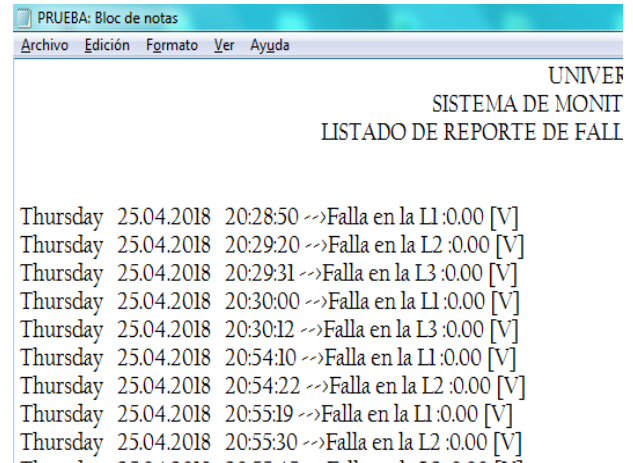 PRUEBA: Bloc de notas
Archivo Edición Formato Ver Ayuda
UNIVER
SISTEMA DE MONIT
LISTADO DE REPORTE DE FALL
Thursday 25.04.2018 20:28:50 -->Falla en la L1 :0.00 [V]
Thursday 25.04.2018 20:29:20 -->Falla en la L2 :0.00 [V]
Thursday 25.04.2018 20:29:31 -->Falla en la L3 :0.00 [V]
Thursday 25.04.2018 20:30:00 -->Falla en la L1 :0.00 [V]
Thursday 25.04.2018 20:30:12 -->Falla en la L3 :0.00 [V]
Thursday 25.04.2018 20:54:10 -->Falla en la L1 :0.00 [V]
Thursday 25.04.2018 20:54:22 -->Falla en la L2 :0.00 [V]
Thursday 25.04.2018 20:55:19 -->Falla en la L1 :0.00 [V]
Thursday 25.04.2018 20:55:30 -->Falla en la L2 :0.00 [V]